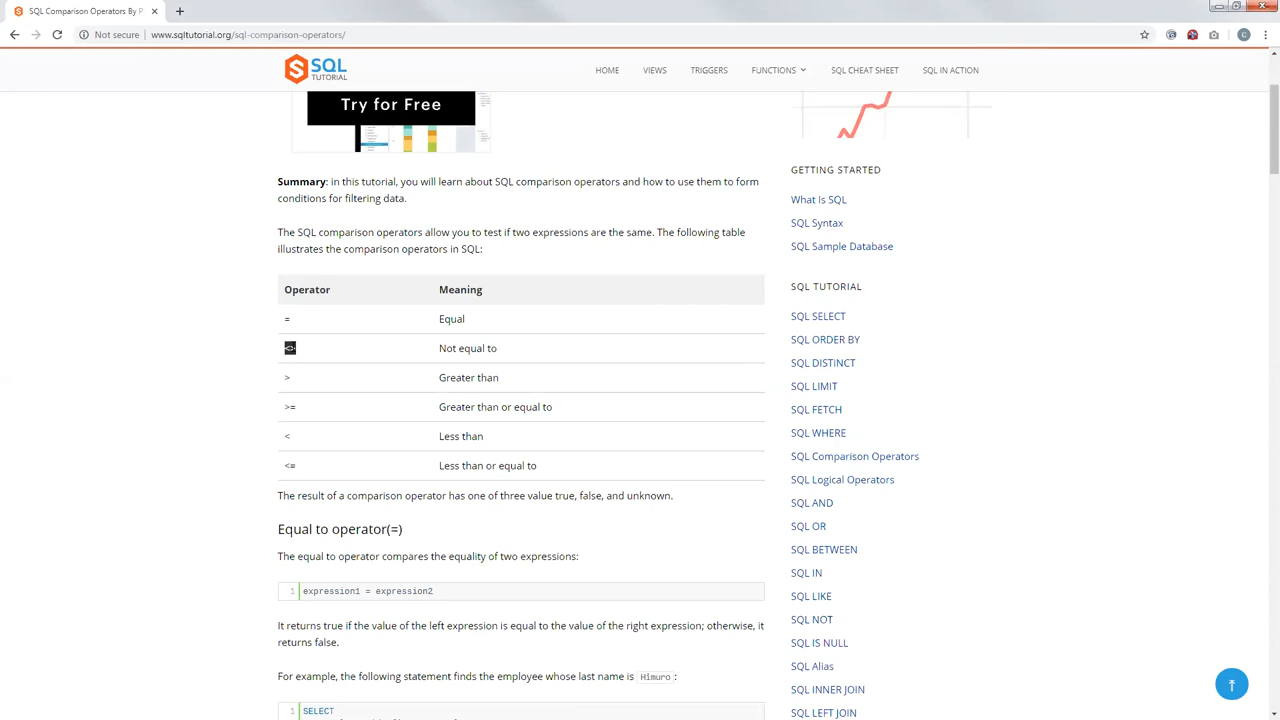 SQL Comparison Operators By P
Not secure
www.sqltutorial.org/sql-comparison-operators/
C
S
SQL
TUTORIAL
HOME
VIEWS
TRIGGERS
FUNCTIONS
SQL CHEAT SHEET
SQL IN ACTION
Try for Free
Summary: in this tutorial, you will learn about SQL comparison operators and how to use them to form
conditions for filtering data.
The SQL comparison operators allow you to test if two expressions are the same. The following table
illustrates the comparison operators in SQL:
Operator Meaning
= Equal
<> Not equal to
> Greater than
>= Greater than or equal to
< Less than
<= Less than or equal to
The result of a comparison operator has one of three value true, false, and unknown.
Equal to operator(=)
The equal to operator compares the equality of two expressions:
1 expression1 = expression2
It returns true if the value of the left expression is equal to the value of the right expression; otherwise, it
returns false.
For example, the following statement finds the employee whose last name is Himuro:
1 SELECT
GETTING STARTED
What Is SQL
SQL Syntax
SQL Sample Database
SQL TUTORIAL
SQL SELECT
SQL ORDER BY
SQL DISTINCT
SQL LIMIT
SQL FETCH
SQL WHERE
SQL Comparison Operators
SQL Logical Operators
SQL AND
SQL OR
SQL BETWEEN
SQL IN
SQL LIKE
SQL NOT
SQL IS NULL
SQL Alias
SQL INNER JOIN
SQL LEFT JOIN